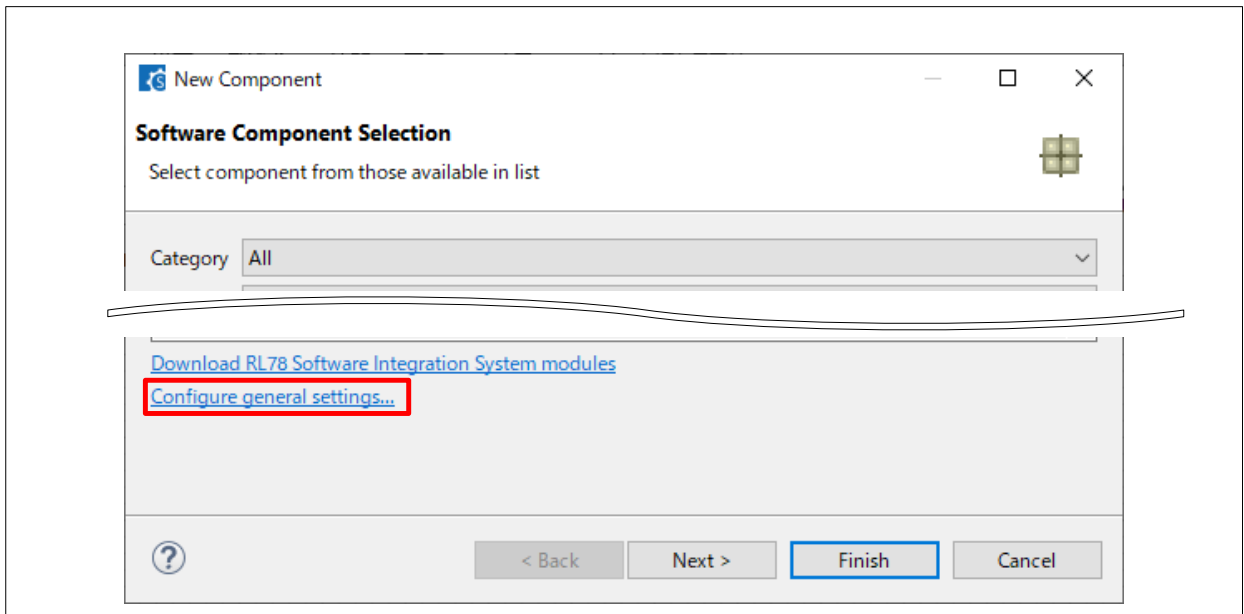 New Component
Software Component Selection
Select component from those available in list
Category All
Download RL78 Software Integration System modules
Configure general settings...
< Back Next > Finish Cancel